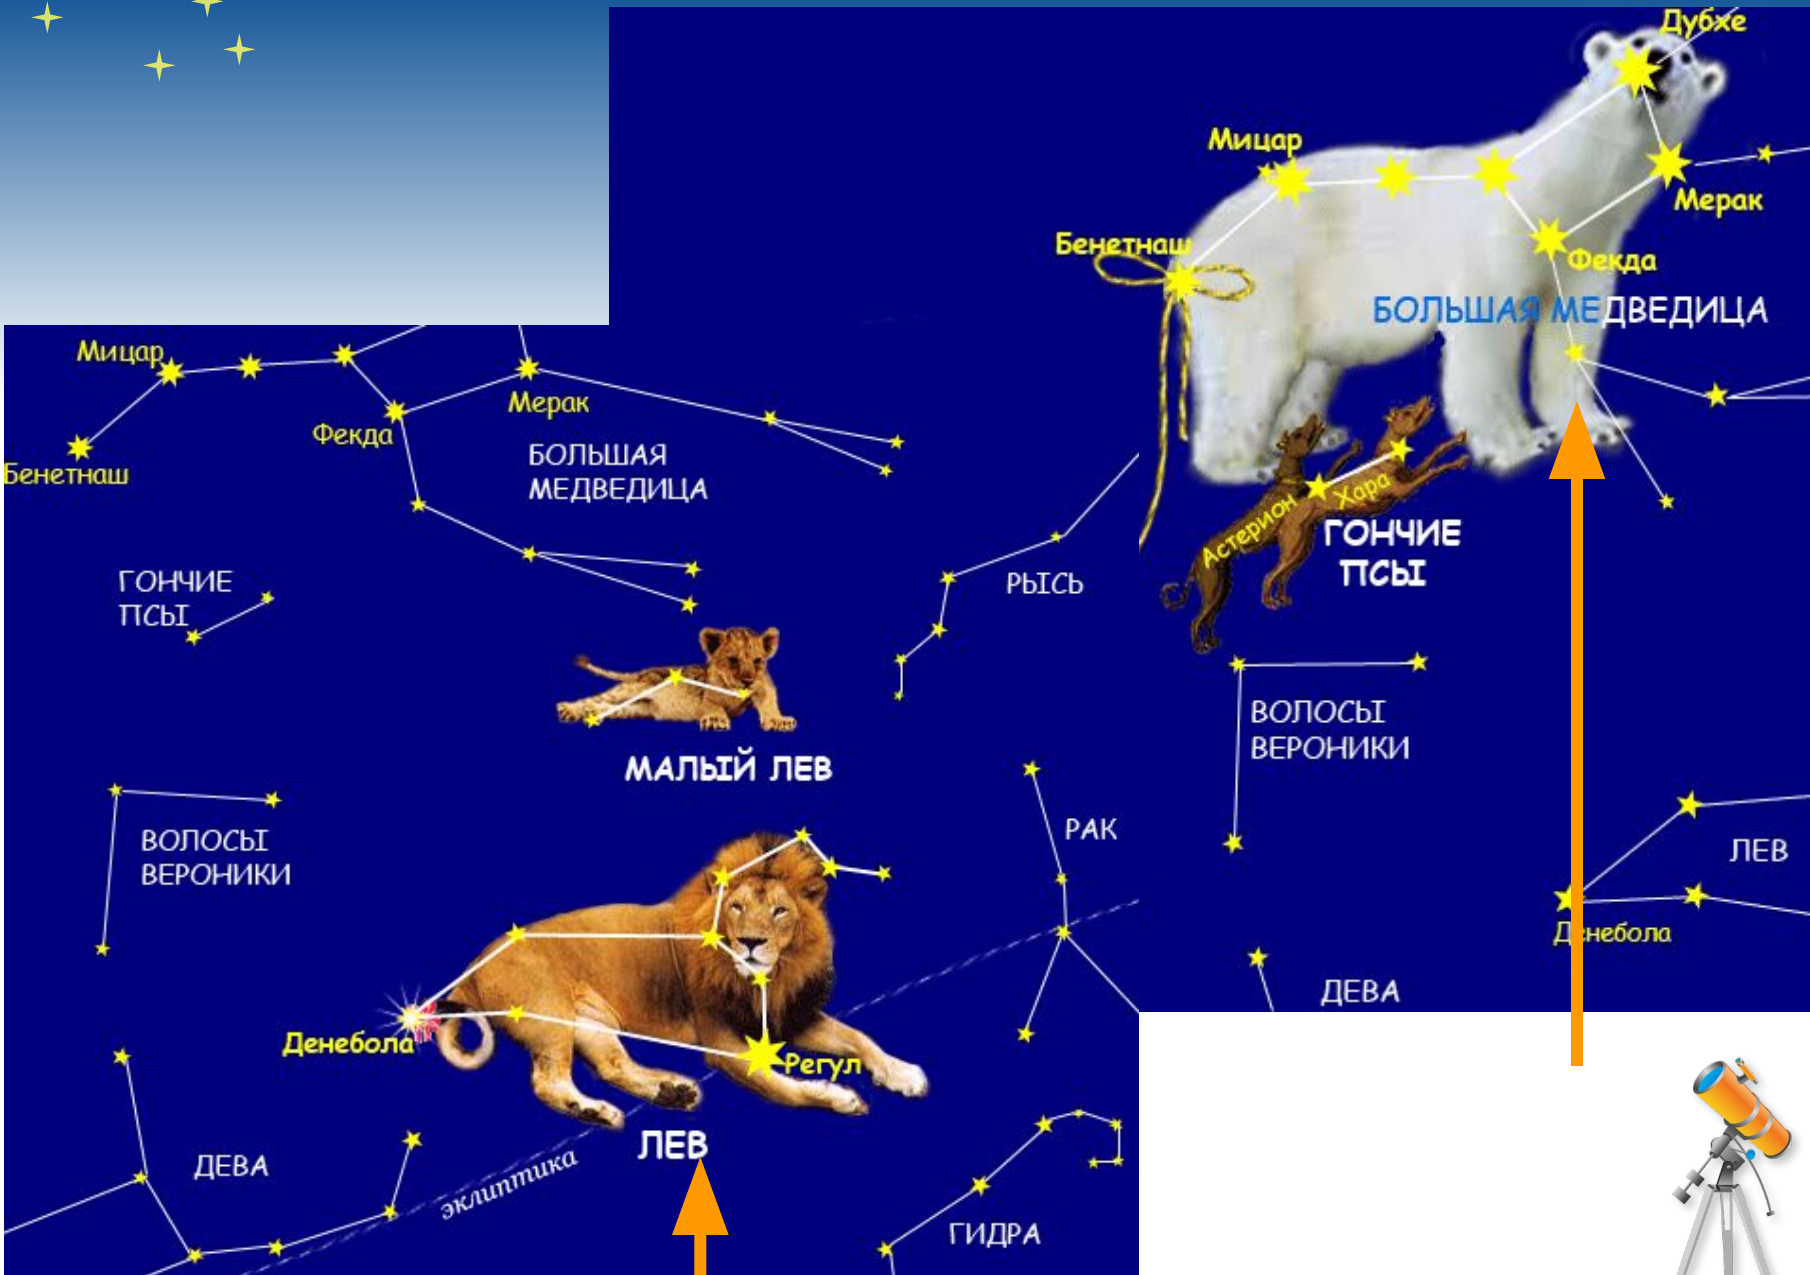 Дубхе
Мицар
Мерак
Бенетнаш
Фекда
БОЛЬШАЯ МЕДВЕДИЦА
Астерион
Хара
ГОНЧИЕ
ПСЫ
ВОЛОСЫ
ВЕРОНИКИ
ЛЕВ
Денебола
ДЕВА
Мицар
Мерак
Фекда
Бенетнаш
БОЛЬШАЯ
МЕДВЕДИЦА
ГОНЧИЕ
ПСЫ
РЫСЬ
МАЛЫЙ ЛЕВ
ВОЛОСЫ
ВЕРОНИКИ
РАК
Денебола
Регул
ЛЕВ
ДЕВА
эклиптика
ГИДРА